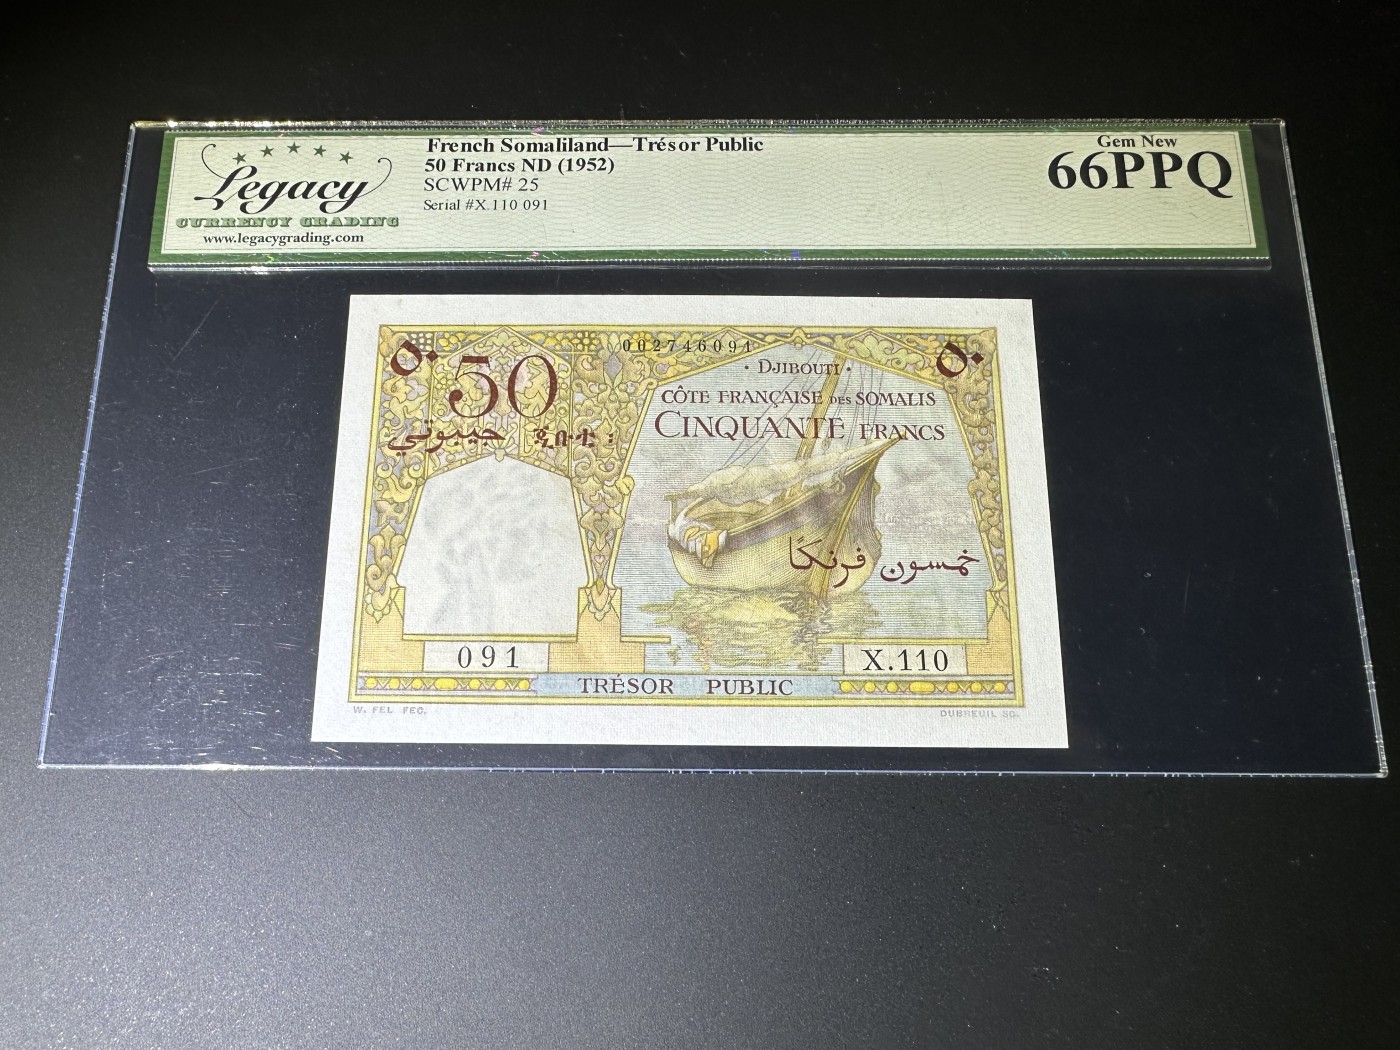 Legacy
CURRENCY GRADING
www.legacygrading.com
French Somaliland—Trésor Public
50 Francs ND (1952)
SCWPM# 25
Serial #X.110 091
Gem New
66PPQ
٥٠
50
002746091
• DJIBOUTI •
٥٠
CÔTE FRANÇAISE DES SOMALIS
CINQUANTE FRANCS
جيبوتي
ጂቡቲ፡
خمسون فرنكًا
091
X.110
TRÉSOR PUBLIC
W. FEL FEC.
DUBREUIL SC.